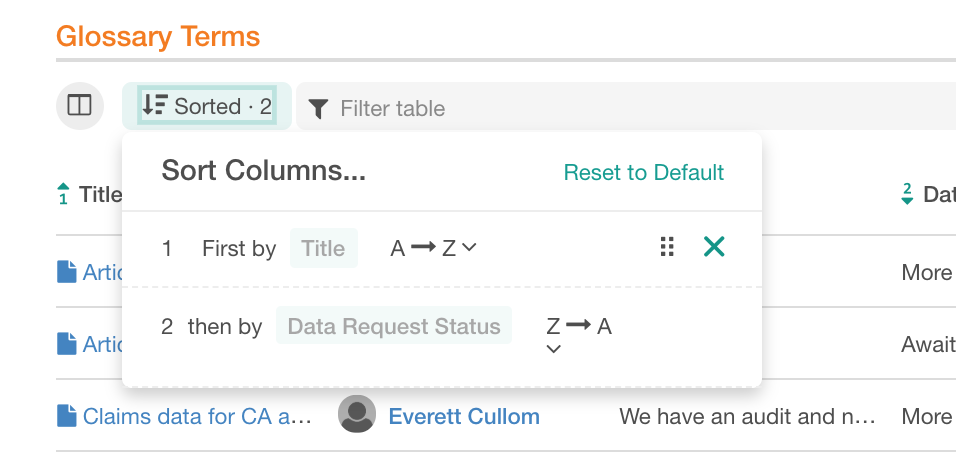 Glossary Terms
Sorted · 2
Filter table
Sort Columns...
Reset to Default
1 Title
2 Dat
1 First by Title A → Z
Artic
More
2 then by Data Request Status Z → A
Artic
Await
Claims data for CA a… Everett Cullom We have an audit and n… More